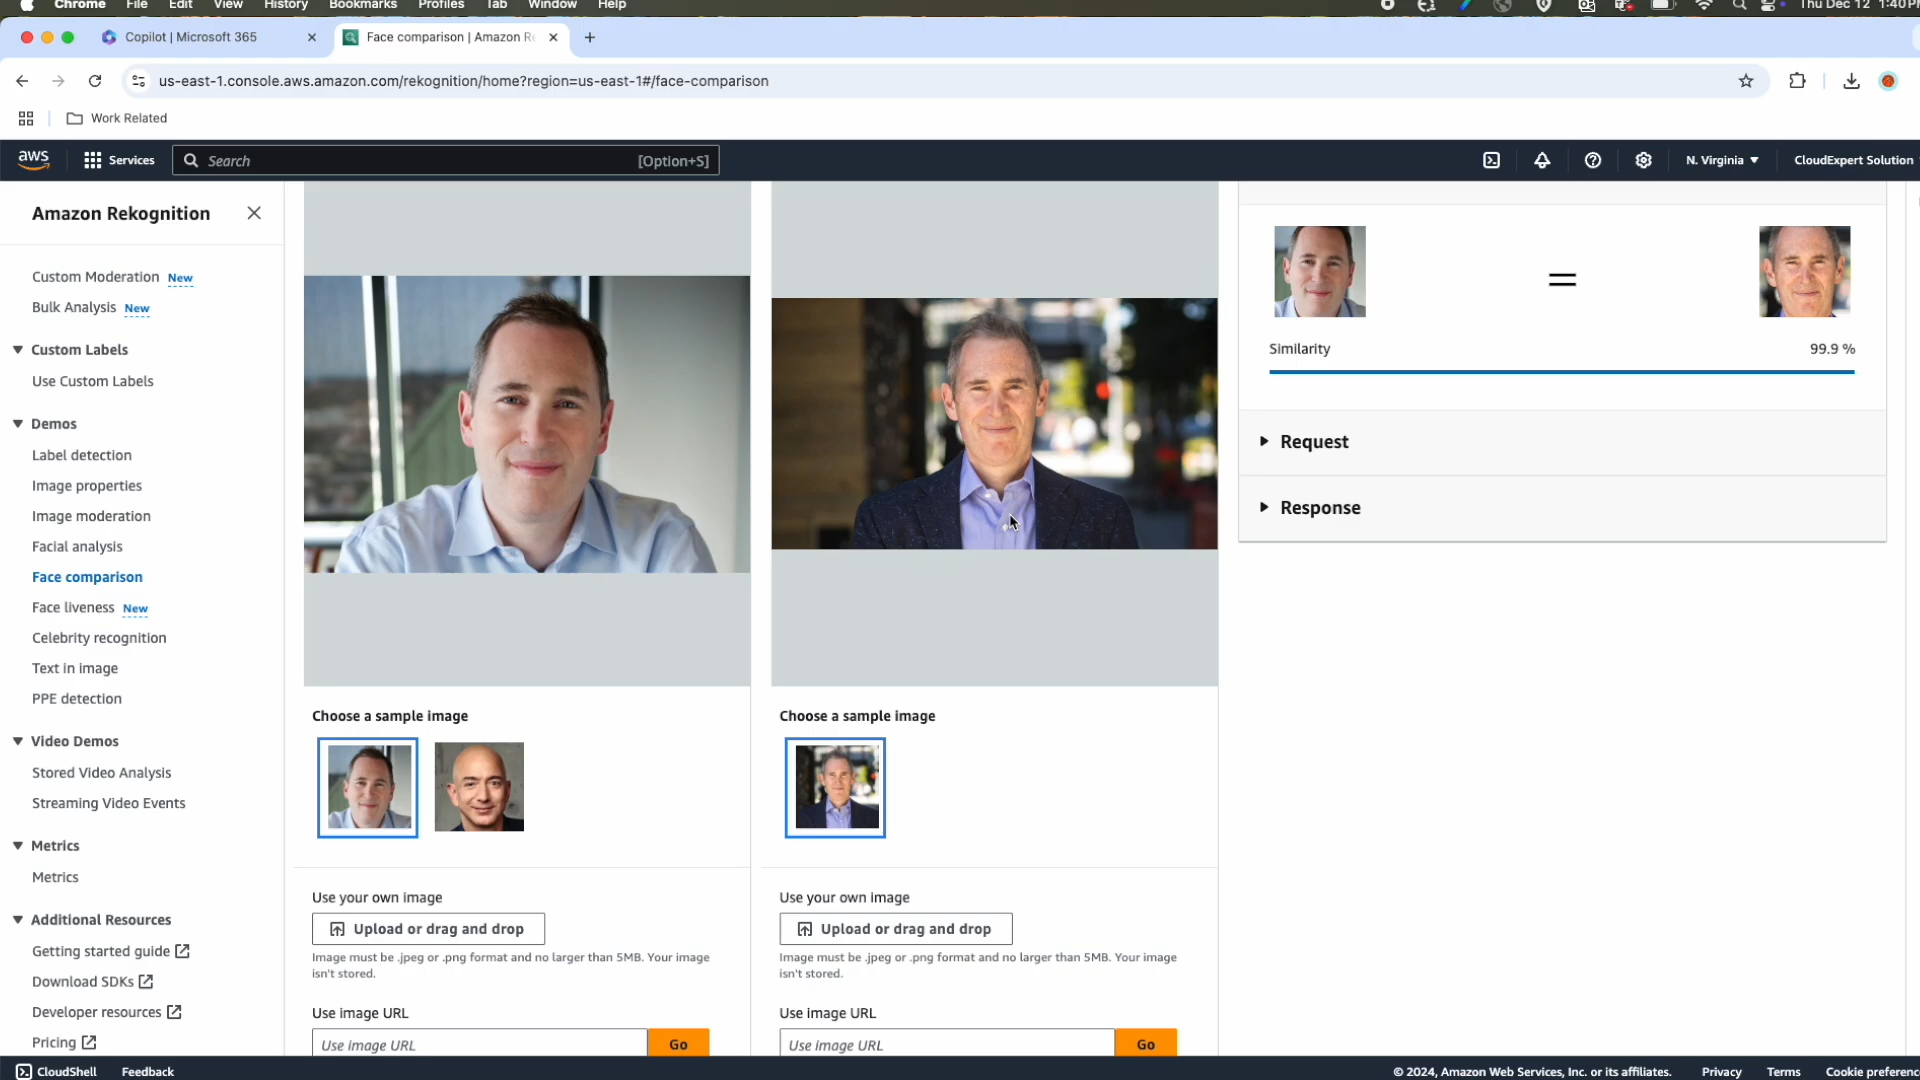 Chrome File Edit View History Bookmarks Profiles Tab Window Help Thu Dec 12 1:40
Copilot | Microsoft 365
Face comparison | Amazon
us-east-1.console.aws.amazon.com/rekognition/home?region=us-east-1#/face-comparison
Work Related
aws Services Search [Option+S] N. Virginia CloudExpert Solution
Amazon Rekognition
Custom Moderation New
Bulk Analysis New
Custom Labels
Use Custom Labels
Demos
Label detection
Image properties
Image moderation
Facial analysis
Face comparison
Face liveness New
Celebrity recognition
Text in image
PPE detection
Video Demos
Stored Video Analysis
Streaming Video Events
Metrics
Metrics
Additional Resources
Getting started guide
Download SDKs
Developer resources
Pricing
Choose a sample image
Use your own image
Upload or drag and drop
Image must be .jpeg or .png format and no larger than 5MB. Your image
isn't stored.
Use image URL
Use image URL Go
Choose a sample image
Use your own image
Upload or drag and drop
Image must be .jpeg or .png format and no larger than 5MB. Your image
isn't stored.
Use image URL
Use image URL Go
=
Similarity 99.9 %
Request
Response
CloudShell Feedback © 2024, Amazon Web Services, Inc. or its affiliates. Privacy Terms Cookie